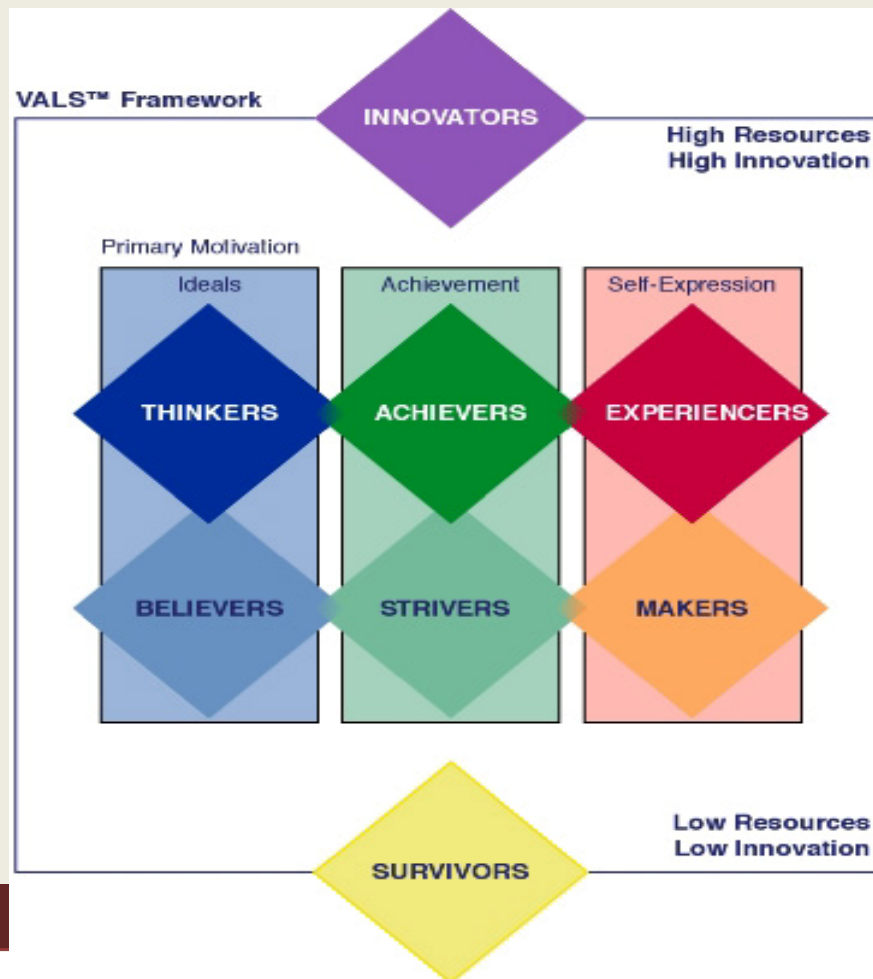 INNOVATORS
VALS™ Framework
High Resources
High Innovation
Primary Motivation
Ideals
Achievement
Self-Expression
THINKERS
ACHIEVERS
EXPERIENCERS
BELIEVERS
STRIVERS
MAKERS
Low Resources
Low Innovation
SURVIVORS